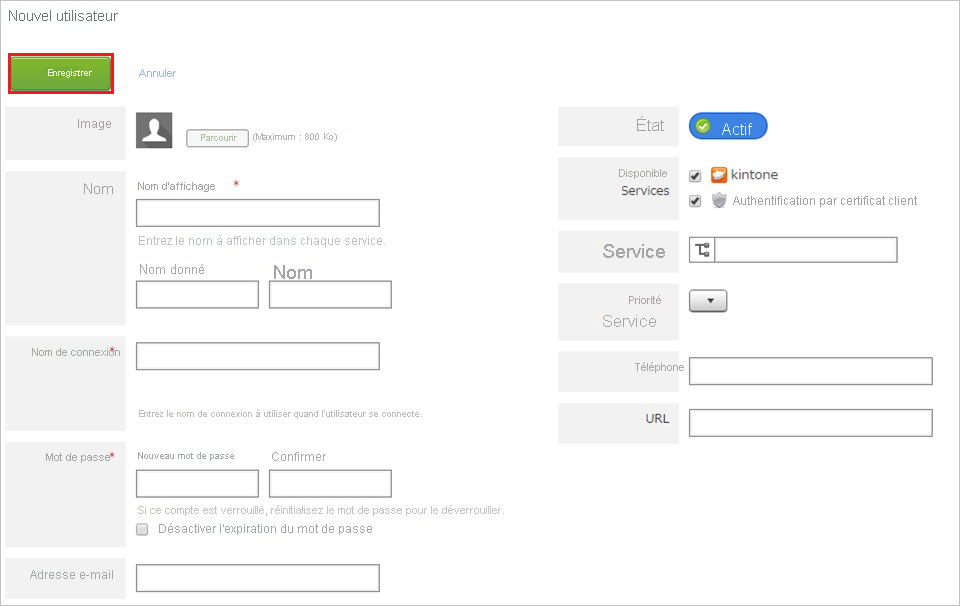 Nouvel utilisateur
Enregistrer
Annuler
Image
Parcourir
(Maximum : 800 Ko)
Nom
Nom d'affichage *
Entrez le nom à afficher dans chaque service.
Nom donné
Nom
Nom de connexion*
Entrez le nom de connexion à utiliser quand l'utilisateur se connecte.
Mot de passe*
Nouveau mot de passe
Confirmer
Si ce compte est verrouillé, réinitialisez le mot de passe pour le déverrouiller.
Désactiver l'expiration du mot de passe
Adresse e-mail
État
Actif
Disponible
Services
kintone
Authentification par certificat client
Service
Priorité
Service
Téléphone
URL